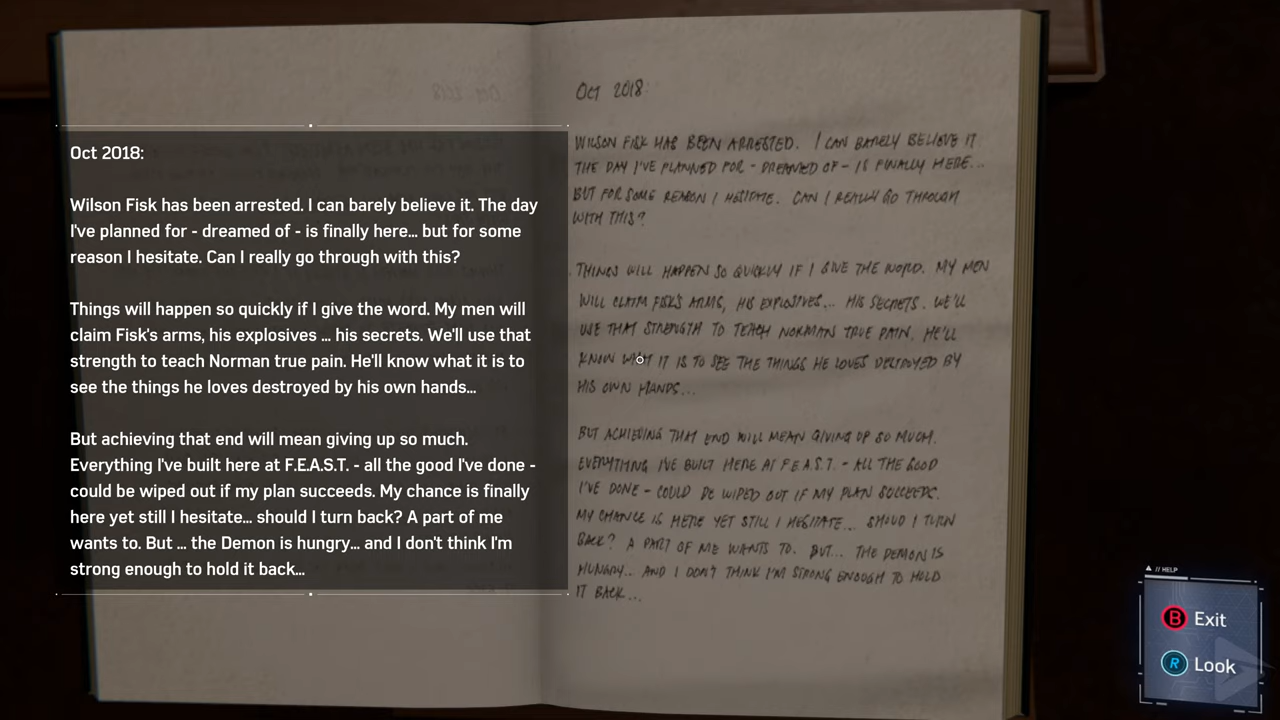 Oct 2018:
Wilson Fisk has been arrested. I can barely believe it. The day
I've planned for - dreamed of - is finally here... but for some
reason I hesitate. Can I really go through with this?
Things will happen so quickly if I give the word. My men will
claim Fisk's arms, his explosives ... his secrets. We'll use that
strength to teach Norman true pain. He'll know what it is to
see the things he loves destroyed by his own hands...
But achieving that end will mean giving up so much.
Everything I've built here at F.E.A.S.T. - all the good I've done -
could be wiped out if my plan succeeds. My chance is finally
here yet still I hesitate... should I turn back? A part of me
wants to. But ... the Demon is hungry... and I don't think I'm
strong enough to hold it back...
OCT 2018:
WILSON FISK HAS BEEN ARRESTED. I CAN BARELY BELIEVE IT.
THE DAY I'VE PLANNED FOR - DREAMED OF - IS FINALLY HERE...
BUT FOR SOME REASON I HESITATE. CAN I REALLY GO THROUGH
WITH THIS?
THINGS WILL HAPPEN SO QUICKLY IF I GIVE THE WORD. MY MEN
WILL CLAIM FISK'S ARMS, HIS EXPLOSIVES... HIS SECRETS. WE'LL
USE THAT STRENGTH TO TEACH NORMAN TRUE PAIN. HE'LL
KNOW WHAT IT IS TO SEE THE THINGS HE LOVES DESTROYED BY
HIS OWN HANDS...
BUT ACHIEVING THAT END WILL MEAN GIVING UP SO MUCH.
EVERYTHING I'VE BUILT HERE AT F.E.A.S.T. - ALL THE GOOD
I'VE DONE - COULD BE WIPED OUT IF MY PLAN SUCCEEDS.
MY CHANCE IS HERE YET STILL I HESITATE... SHOULD I TURN
BACK? A PART OF ME WANTS TO. BUT... THE DEMON IS
HUNGRY... AND I DON'T THINK I'M STRONG ENOUGH TO HOLD
IT BACK...
// HELP
B Exit
R Look